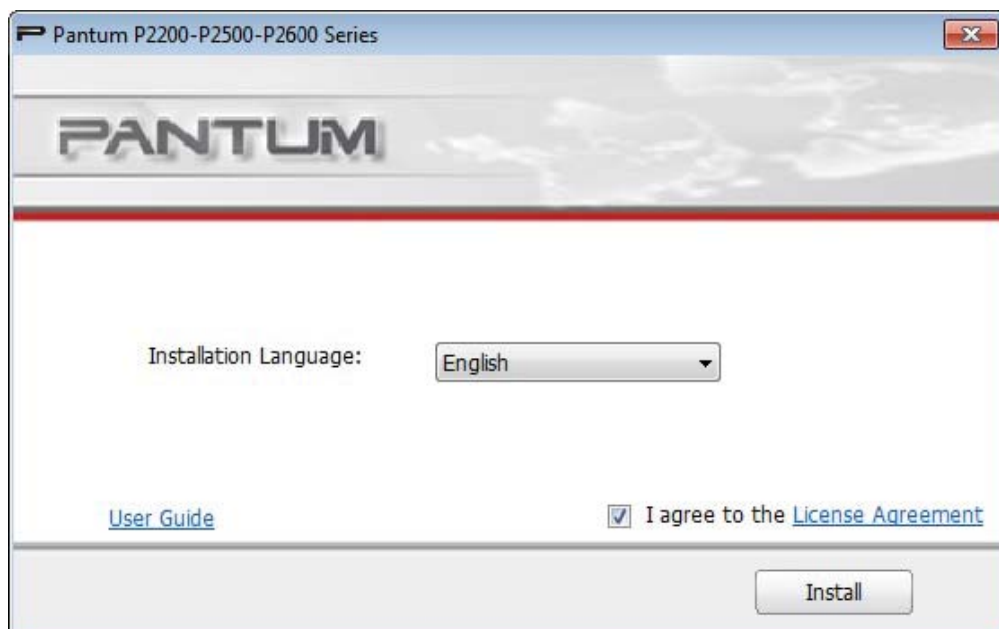 Pantum P2200-P2500-P2600 Series
PANTUM
Installation Language:
English
User Guide
I agree to the License Agreement
Install